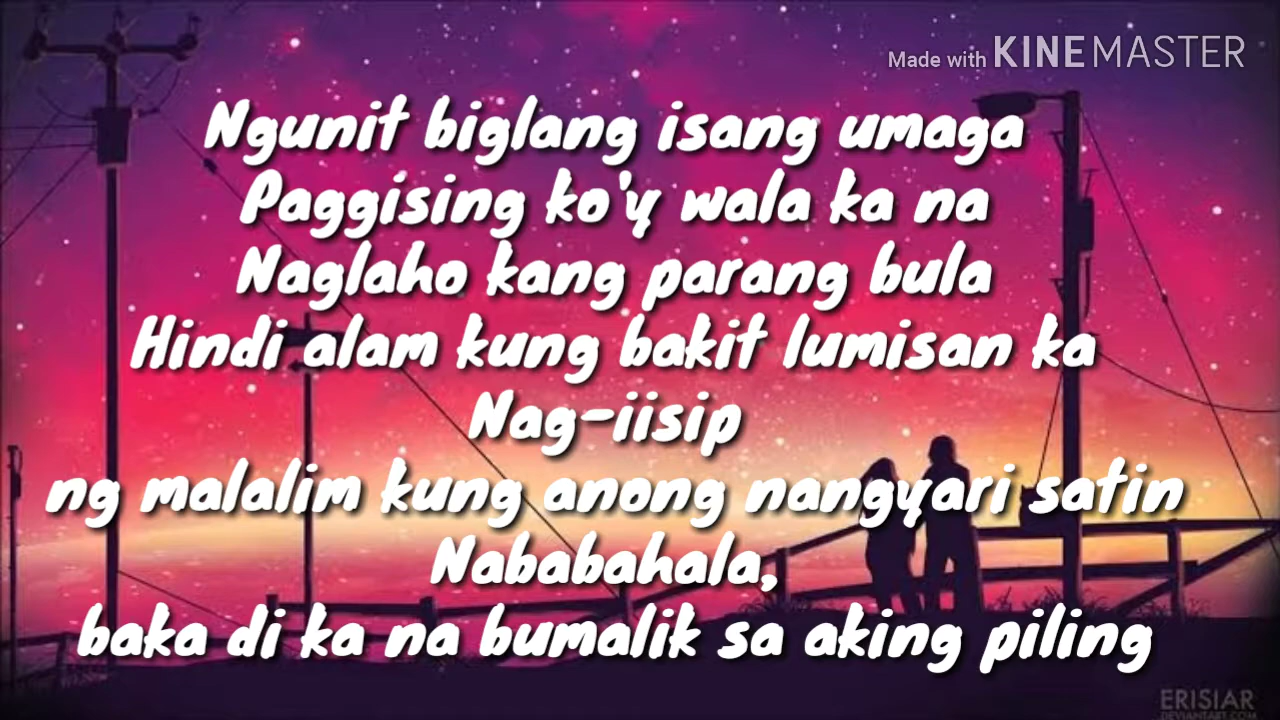 Made with KINEMASTER
Ngunit biglang isang umaga
Paggising ko'y wala ka na
Naglaho kang parang bula
Hindi alam kung bakit lumisan ka
Nag-iisip
ng malalim kung anong nangyari satin
Nababahala,
baka di ka na bumalik sa aking piling
ERISIAR
DEVIANTART.COM